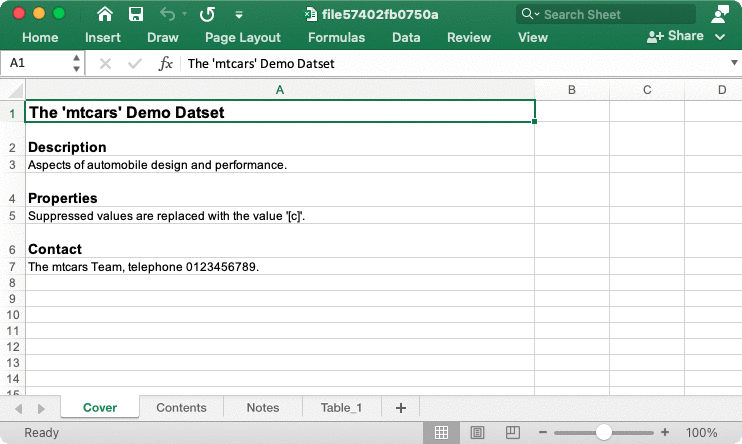 file57402fb0750a
Search Sheet
Home Insert Draw Page Layout Formulas Data Review View Share
A1 fx The 'mtcars' Demo Datset
A B C D
1 The 'mtcars' Demo Datset
2 Description
3 Aspects of automobile design and performance.
4 Properties
5 Suppressed values are replaced with the value '[c]'.
6 Contact
7 The mtcars Team, telephone 0123456789.
8
9
10
11
12
13
14
15
Cover Contents Notes Table_1 +
Ready − + 100%